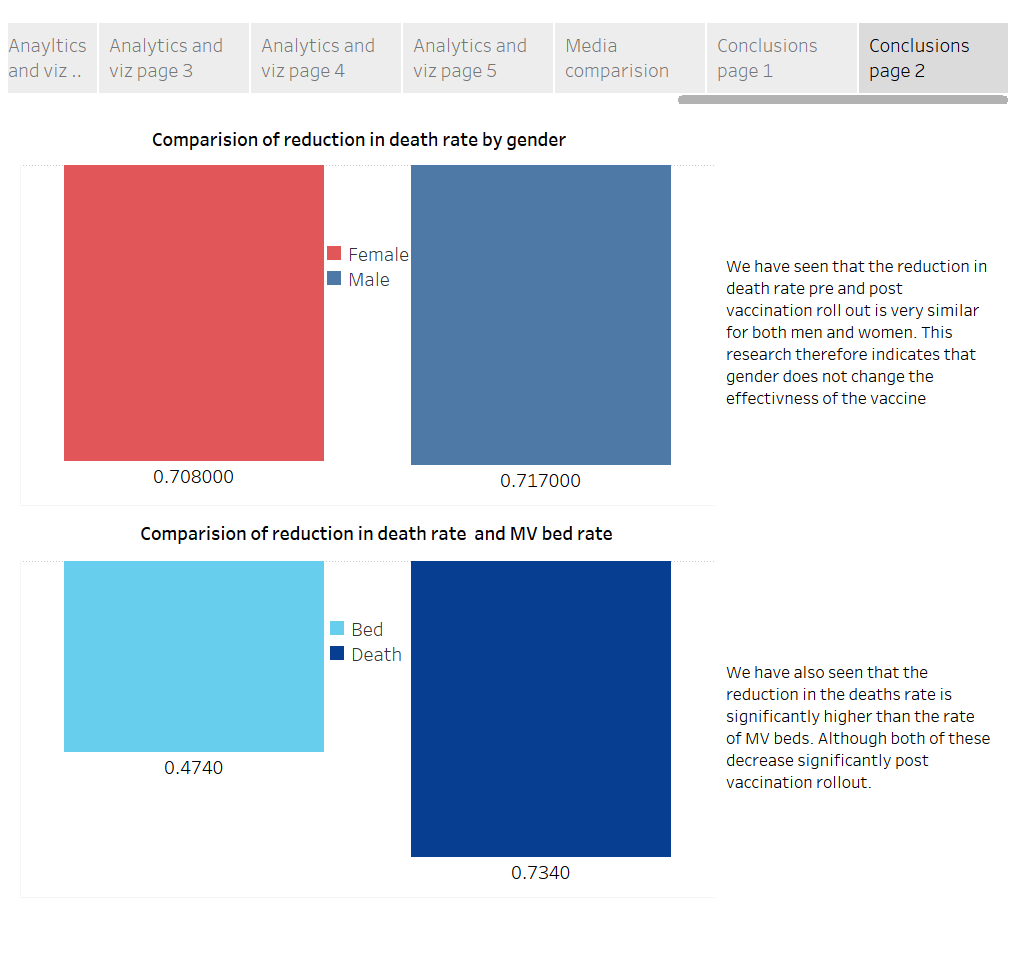 Anayltics
and viz ..
Analytics and
viz page 3
Analytics and
viz page 4
Analytics and
viz page 5
Media
comparision
Conclusions
page 1
Conclusions
page 2
Comparision of reduction in death rate by gender
Female
Male
0.708000
0.717000
We have seen that the reduction in
death rate pre and post
vaccination roll out is very similar
for both men and women. This
research therefore indicates that
gender does not change the
effectivness of the vaccine
Comparision of reduction in death rate  and MV bed rate
Bed
Death
0.4740
0.7340
We have also seen that the
reduction in the deaths rate is
significantly higher than the rate
of MV beds. Although both of these
decrease significantly post
vaccination rollout.